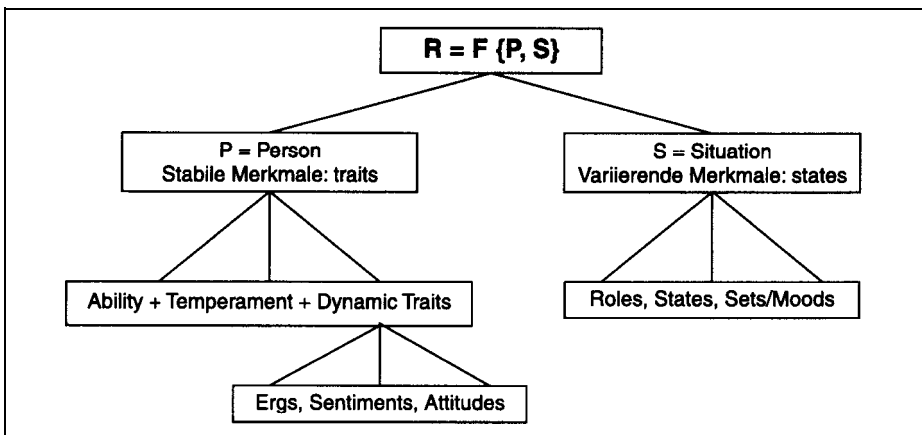 R = F {P, S}
P = Person
Stabile Merkmale: traits
S = Situation
Variierende Merkmale: states
Ability + Temperament + Dynamic Traits
Roles, States, Sets/Moods
Ergs, Sentiments, Attitudes